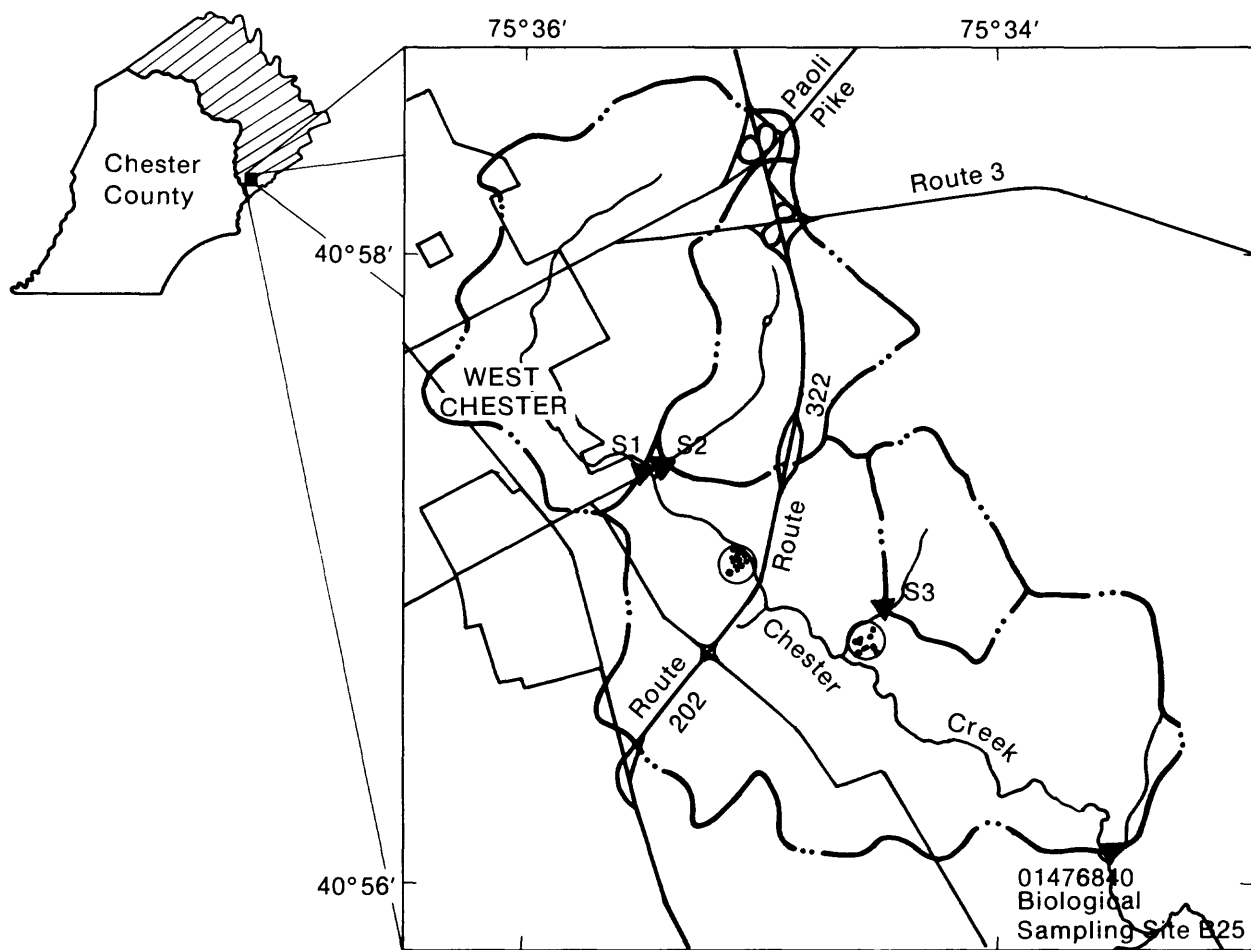 75°36'
75°34'
Paoli
Pike
Chester
County
Route 3
40°58'
WEST
CHESTER
322
S1
S2
Route
S3
Chester
Route
202
Creek
40°56'
01476840
Biological
Sampling Site B25